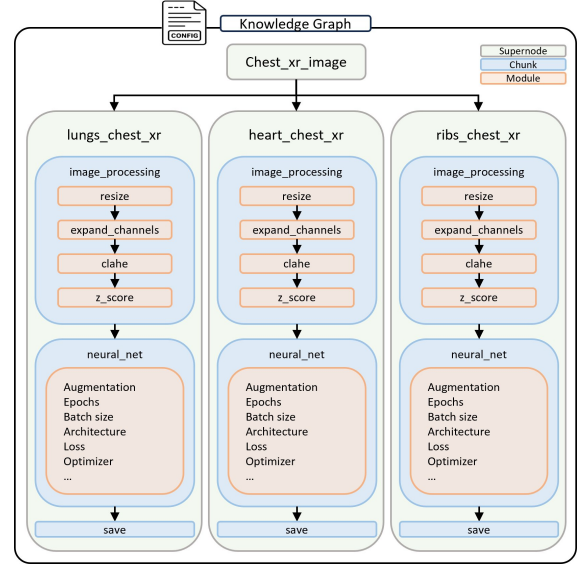 CONFIG
Knowledge Graph
Chest_xr_image
Supernode
Chunk
Module
lungs_chest_xr
image_processing
resize
expand_channels
clahe
z_score
neural_net
Augmentation
Epochs
Batch size
Architecture
Loss
Optimizer
...
save
heart_chest_xr
image_processing
resize
expand_channels
clahe
z_score
neural_net
Augmentation
Epochs
Batch size
Architecture
Loss
Optimizer
...
save
ribs_chest_xr
image_processing
resize
expand_channels
clahe
z_score
neural_net
Augmentation
Epochs
Batch size
Architecture
Loss
Optimizer
...
save